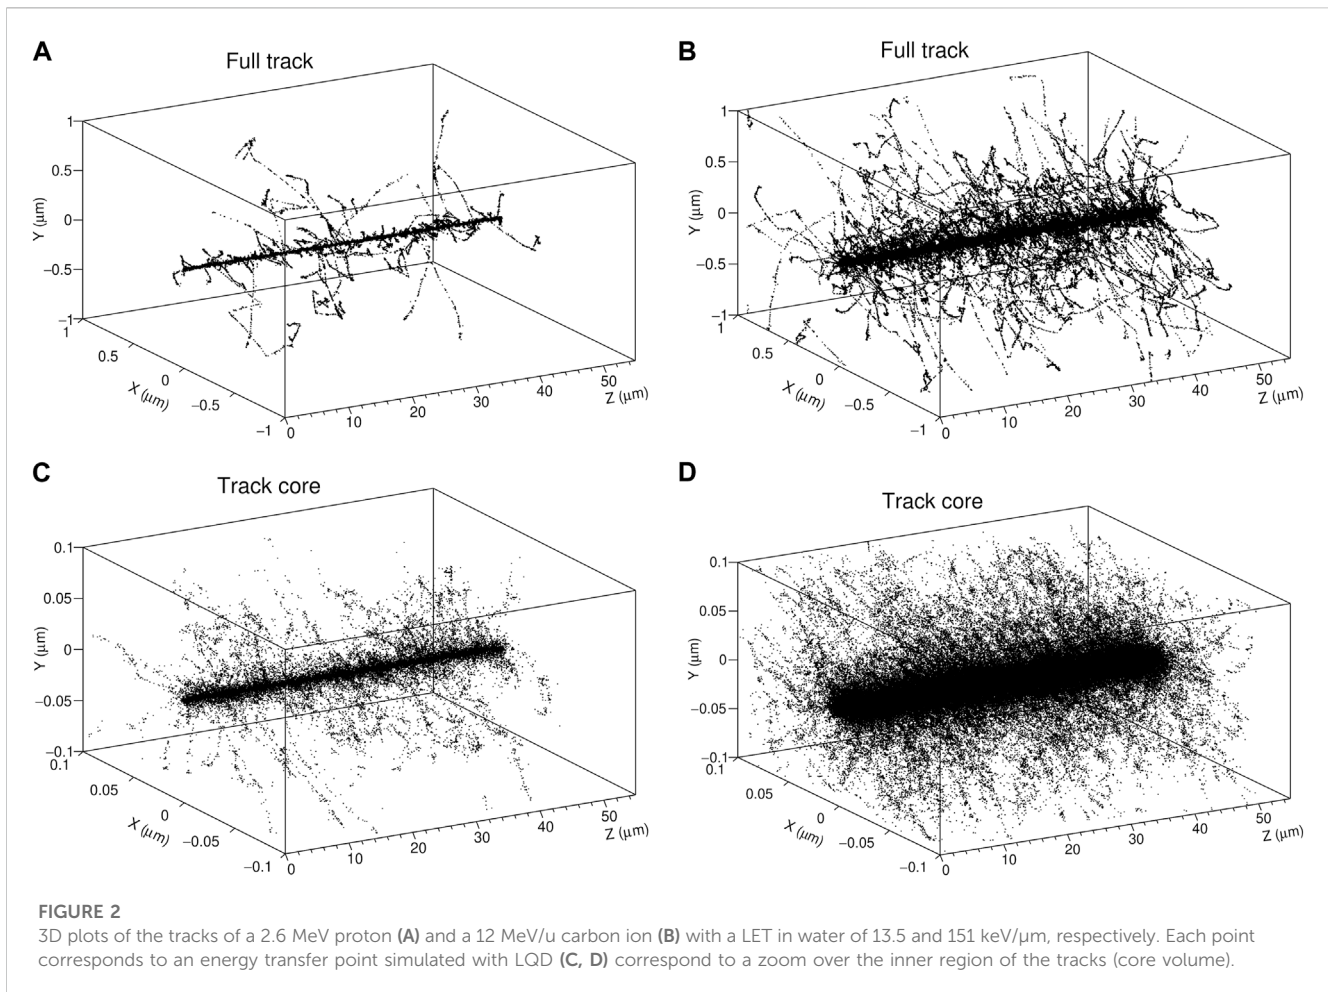 A
Full track
1
0.5
0
−0.5
−1
Y (μm)
1
0.5
0
−0.5
−1
X (μm)
0
10
20
30
40
50
Z (μm)
B
Full track
1
0.5
0
−0.5
−1
Y (μm)
1
0.5
0
−0.5
−1
X (μm)
0
10
20
30
40
50
Z (μm)
C
Track core
0.1
0.05
0
−0.05
−0.1
Y (μm)
0.1
0.05
0
−0.05
−0.1
X (μm)
0
10
20
30
40
50
Z (μm)
D
Track core
0.1
0.05
0
−0.05
−0.1
Y (μm)
0.1
0.05
0
−0.05
−0.1
X (μm)
0
10
20
30
40
50
Z (μm)
FIGURE 2
3D plots of the tracks of a 2.6 MeV proton (A) and a 12 MeV/u carbon ion (B) with a LET in water of 13.5 and 151 keV/μm, respectively. Each point
corresponds to an energy transfer point simulated with LQD (C, D) correspond to a zoom over the inner region of the tracks (core volume).